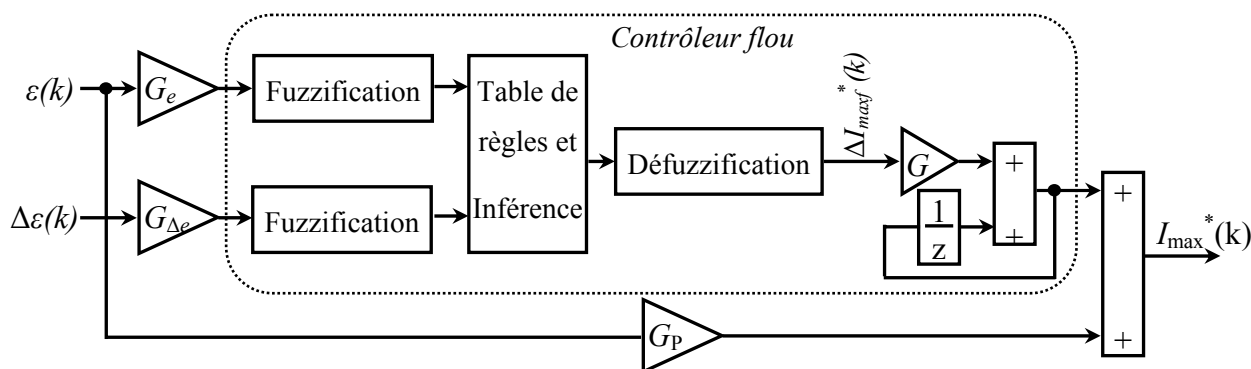 Contrôleur flou
ε(k)
G_e
Fuzzification
Table de
règles et
Inférence
Défuzzification
ΔI_maxf^*(k)
G
+
+
1
z
Δε(k)
G_Δe
Fuzzification
G_P
+
+
I_max^*(k)